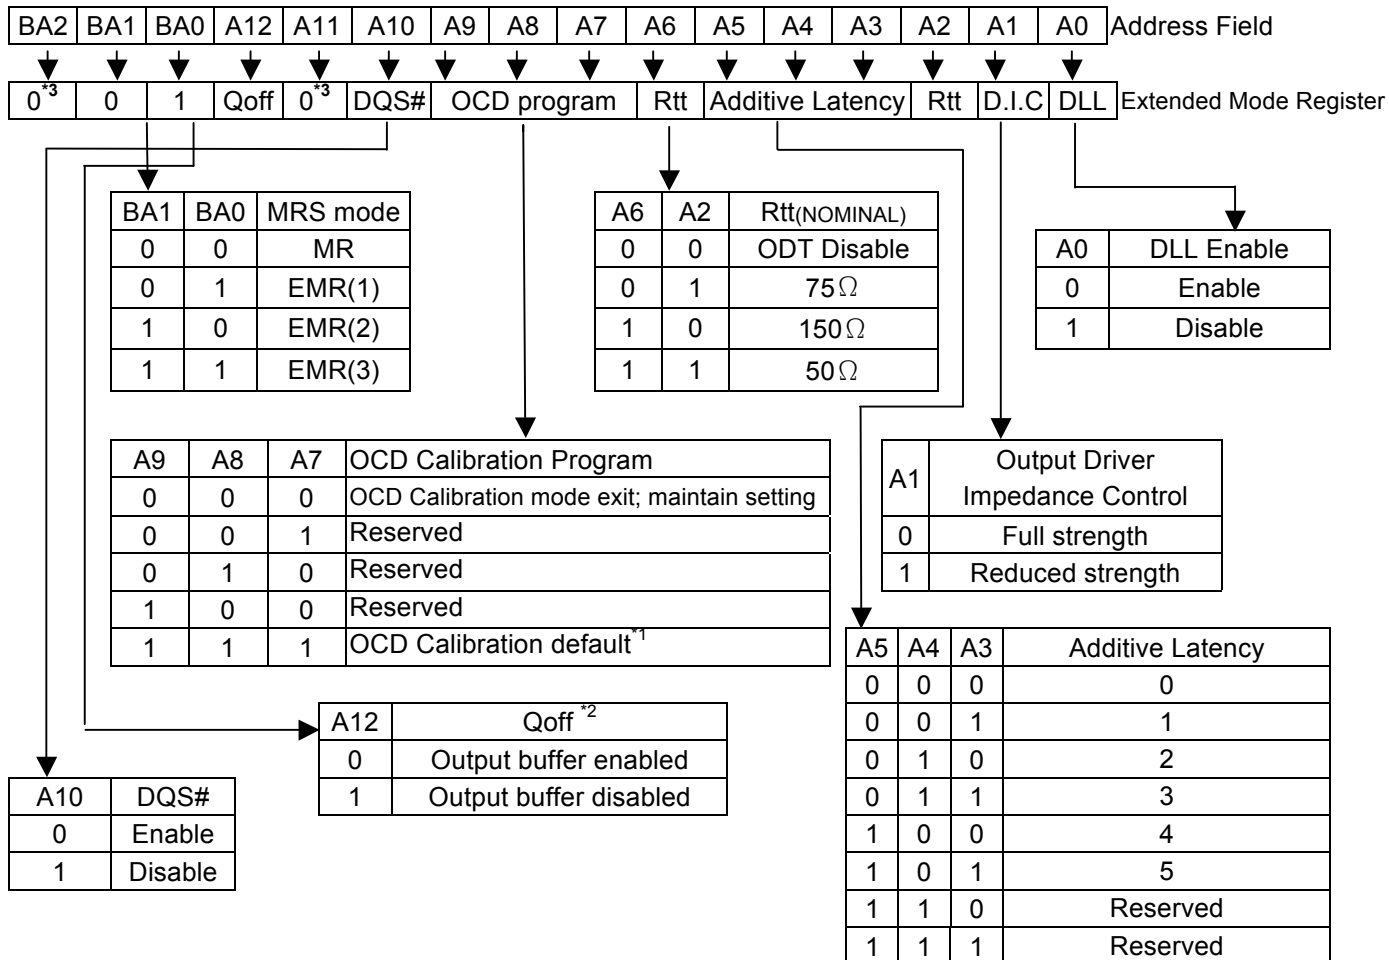 BA2 BA1 BA0 A12 A11 A10 A9 A8 A7 A6 A5 A4 A3 A2 A1 A0 Address Field
0*3 0 1 Qoff 0*3 DQS# OCD program Rtt Additive Latency Rtt D.I.C DLL Extended Mode Register
BA1 BA0 MRS mode
0 0 MR
0 1 EMR(1)
1 0 EMR(2)
1 1 EMR(3)
A6 A2 Rtt(NOMINAL)
0 0 ODT Disable
0 1 75Ω
1 0 150Ω
1 1 50Ω
A0 DLL Enable
0 Enable
1 Disable
A9 A8 A7 OCD Calibration Program
0 0 0 OCD Calibration mode exit; maintain setting
0 0 1 Reserved
0 1 0 Reserved
1 0 0 Reserved
1 1 1 OCD Calibration default*1
A1 Output Driver
Impedance Control
0 Full strength
1 Reduced strength
A12 Qoff *2
0 Output buffer enabled
1 Output buffer disabled
A10 DQS#
0 Enable
1 Disable
A5 A4 A3 Additive Latency
0 0 0 0
0 0 1 1
0 1 0 2
0 1 1 3
1 0 0 4
1 0 1 5
1 1 0 Reserved
1 1 1 Reserved